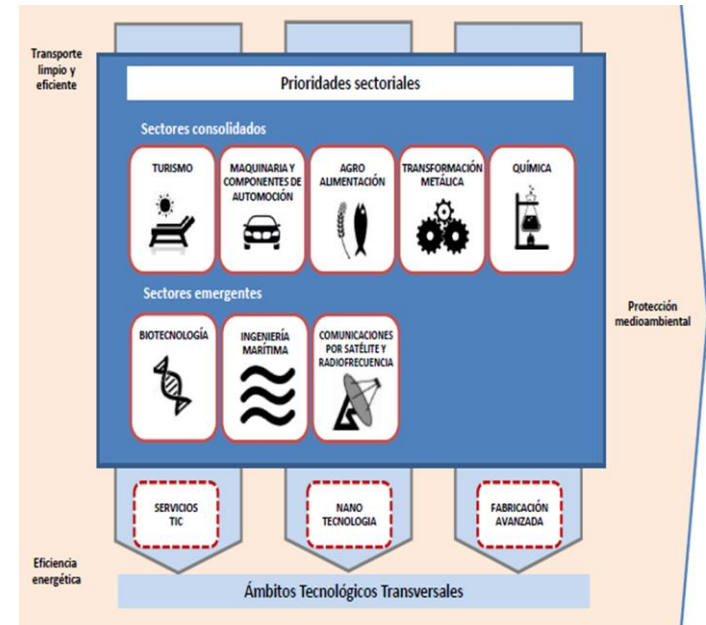 Transporte
limpio y
eficiente
Prioridades sectoriales
Sectores consolidados
TURISMO
MAQUINARIA Y
COMPONENTES DE
AUTOMOCIÓN
AGRO
ALIMENTACIÓN
TRANSFORMACIÓN
METÁLICA
QUÍMICA
Sectores emergentes
BIOTECNOLOGÍA
INGENIERÍA
MARÍTIMA
COMUNICACIONES
POR SATÉLITE Y
RADIOFRECUENCIA
Protección
medioambiental
SERVICIOS
TIC
NANO
TECNOLOGIA
FABRICACIÓN
AVANZADA
Eficiencia
energética
Ámbitos Tecnológicos Transversales